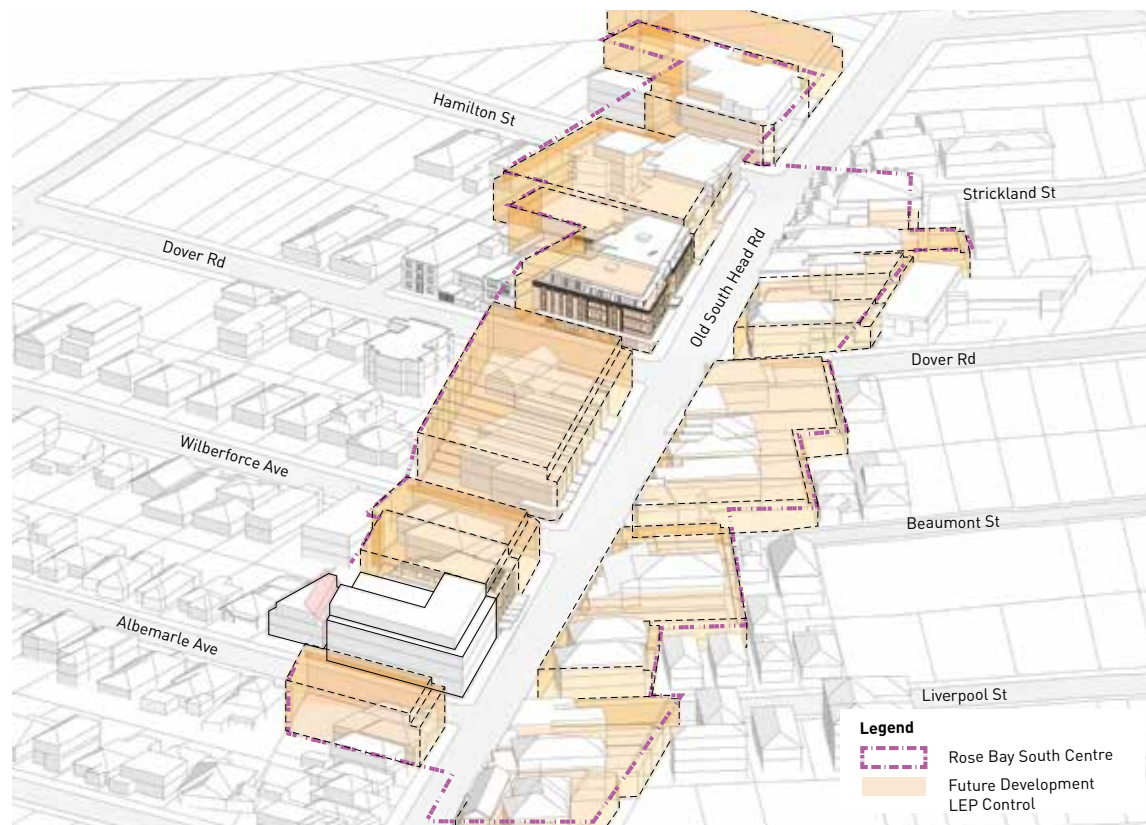 Hamilton St
Strickland St
Dover Rd
Old South Head Rd
Dover Rd
Wilberforce Ave
Beaumont St
Albemarle Ave
Liverpool St
Legend
Rose Bay South Centre
Future Development
LEP Control